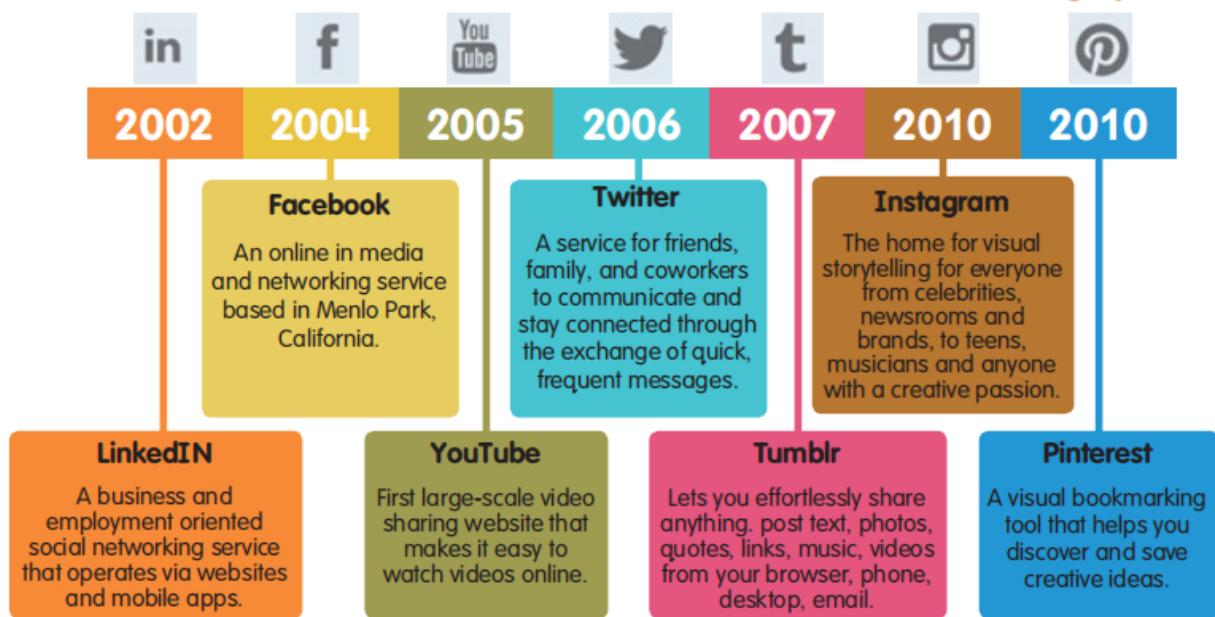 in
f
You
Tube
t
2002
2004
2005
2006
2007
2010
2010
Facebook
An online in media
and networking service
based in Menlo Park,
California.
Twitter
A service for friends,
family, and coworkers
to communicate and
stay connected through
the exchange of quick,
frequent messages.
Instagram
The home for visual
storytelling for everyone
from celebrities,
newsrooms and
brands, to teens,
musicians and anyone
with a creative passion.
LinkedIN
A business and
employment oriented
social networking service
that operates via websites
and mobile apps.
YouTube
First large-scale video
sharing website that
makes it easy to
watch videos online.
Tumblr
Lets you effortlessly share
anything. post text, photos,
quotes, links, music, videos
from your browser, phone,
desktop, email.
Pinterest
A visual bookmarking
tool that helps you
discover and save
creative ideas.